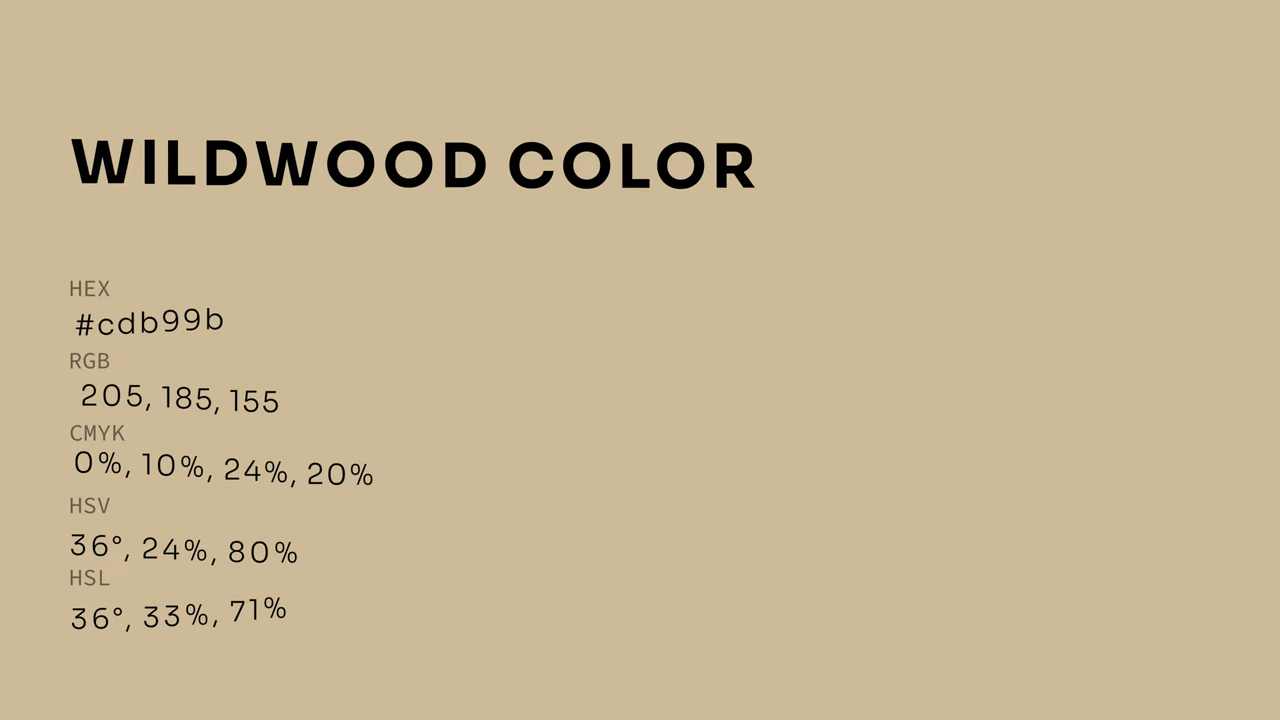 WILDWOOD COLOR
HEX
#cdb99b
RGB
205, 185, 155
CMYK
0%, 10%, 24%, 20%
HSV
36°, 24%, 80%
HSL
36°, 33%, 71%